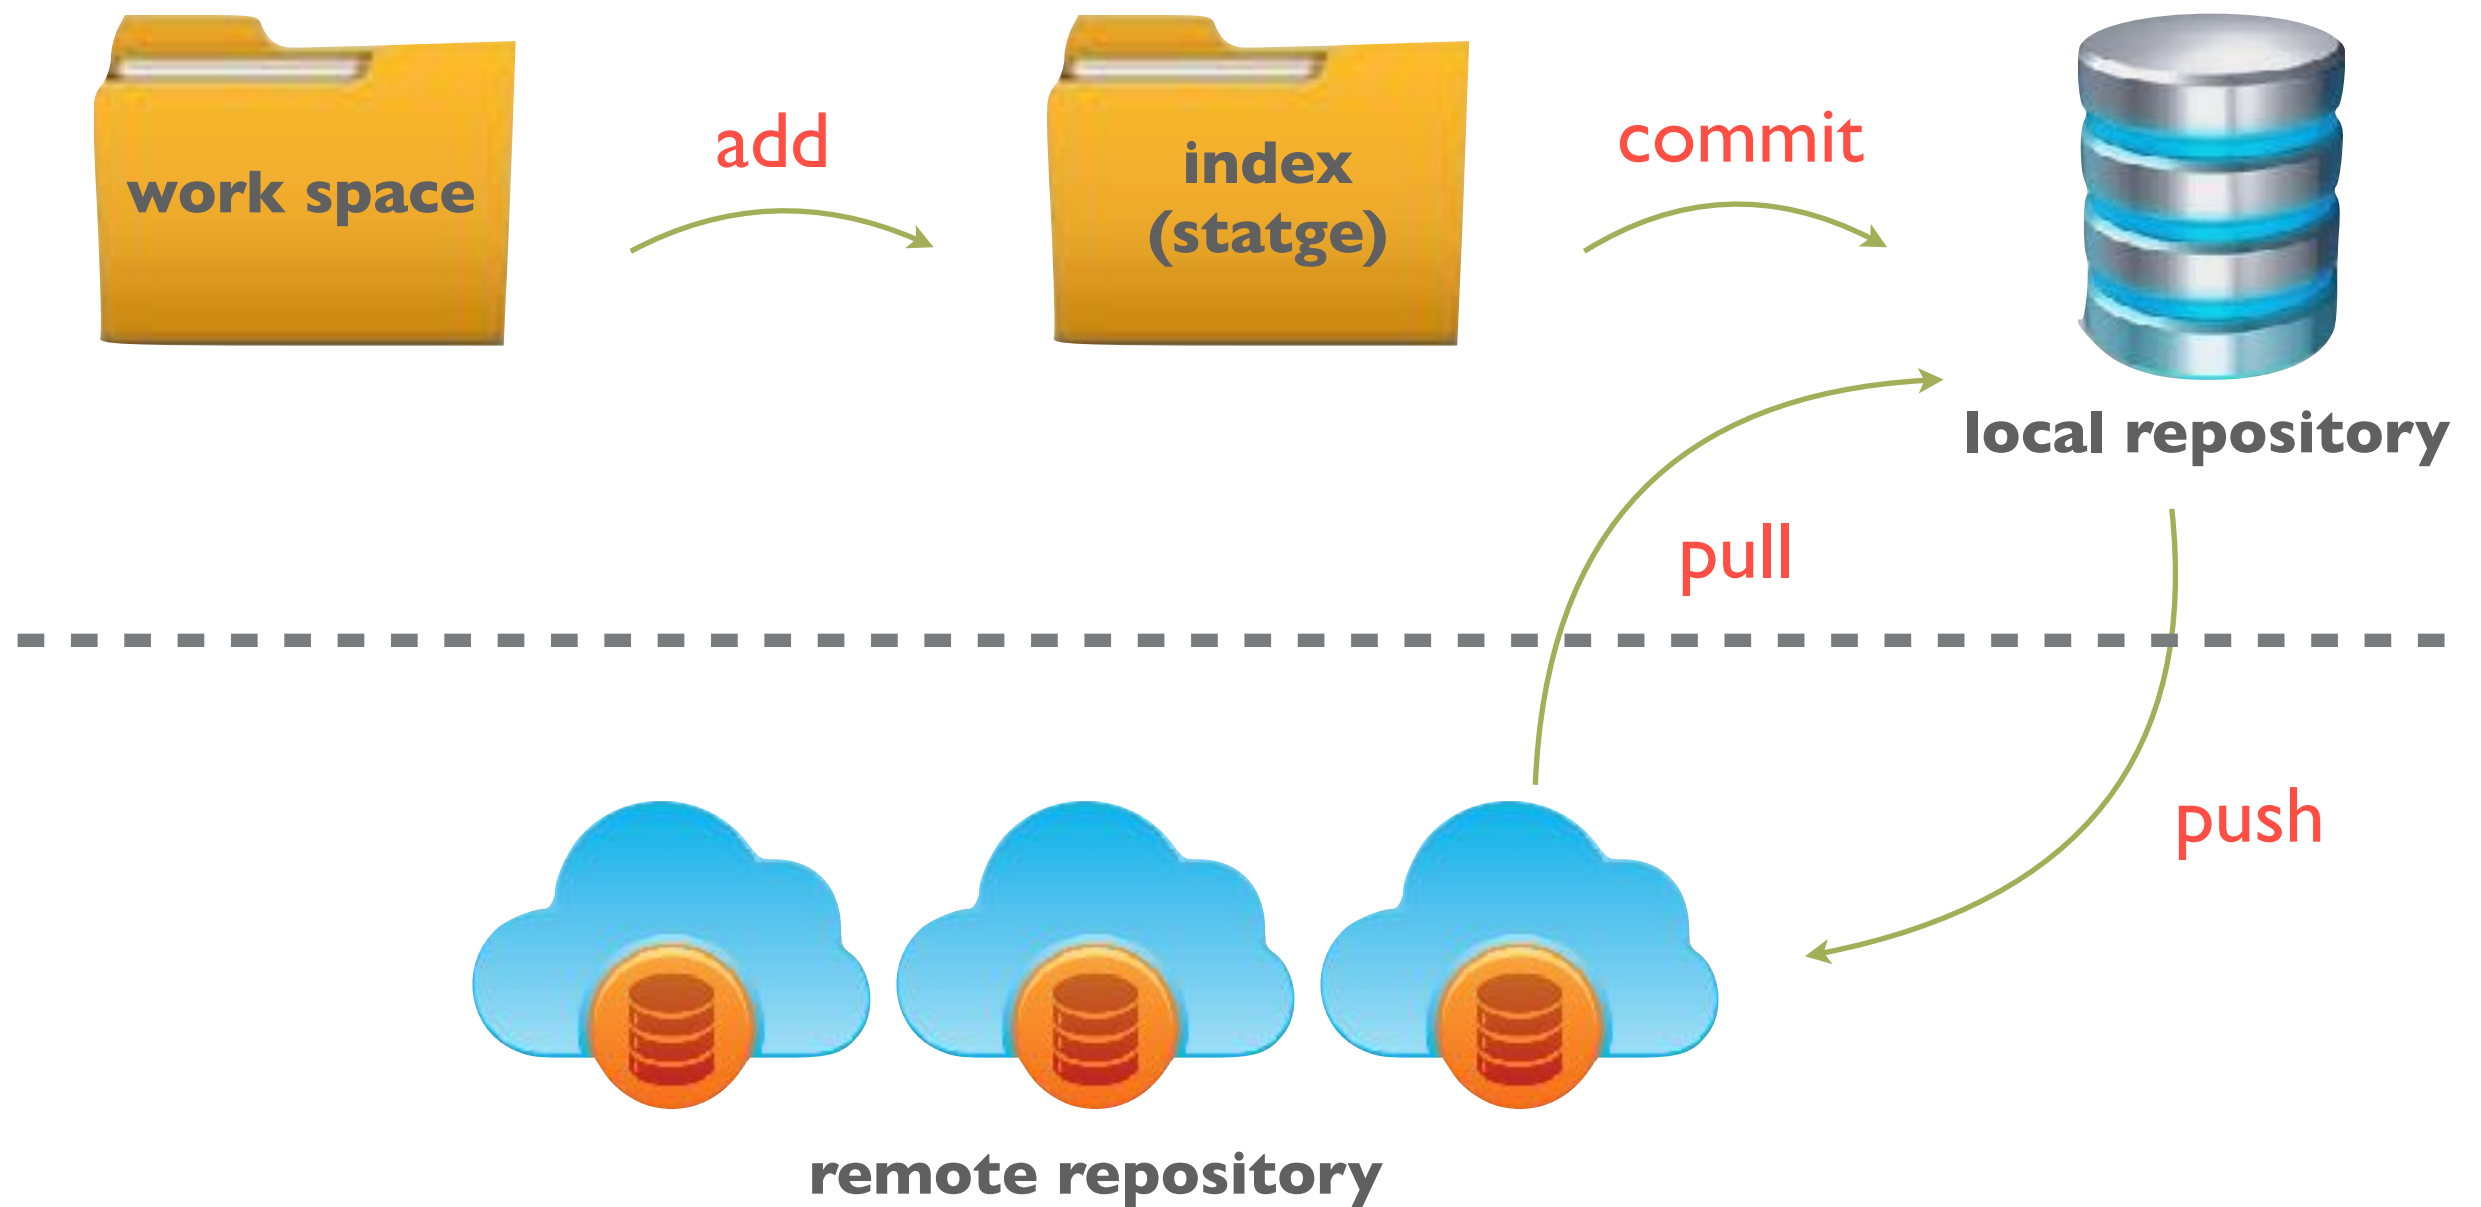 work space
add
index
(statge)
commit
local repository
pull
push
remote repository